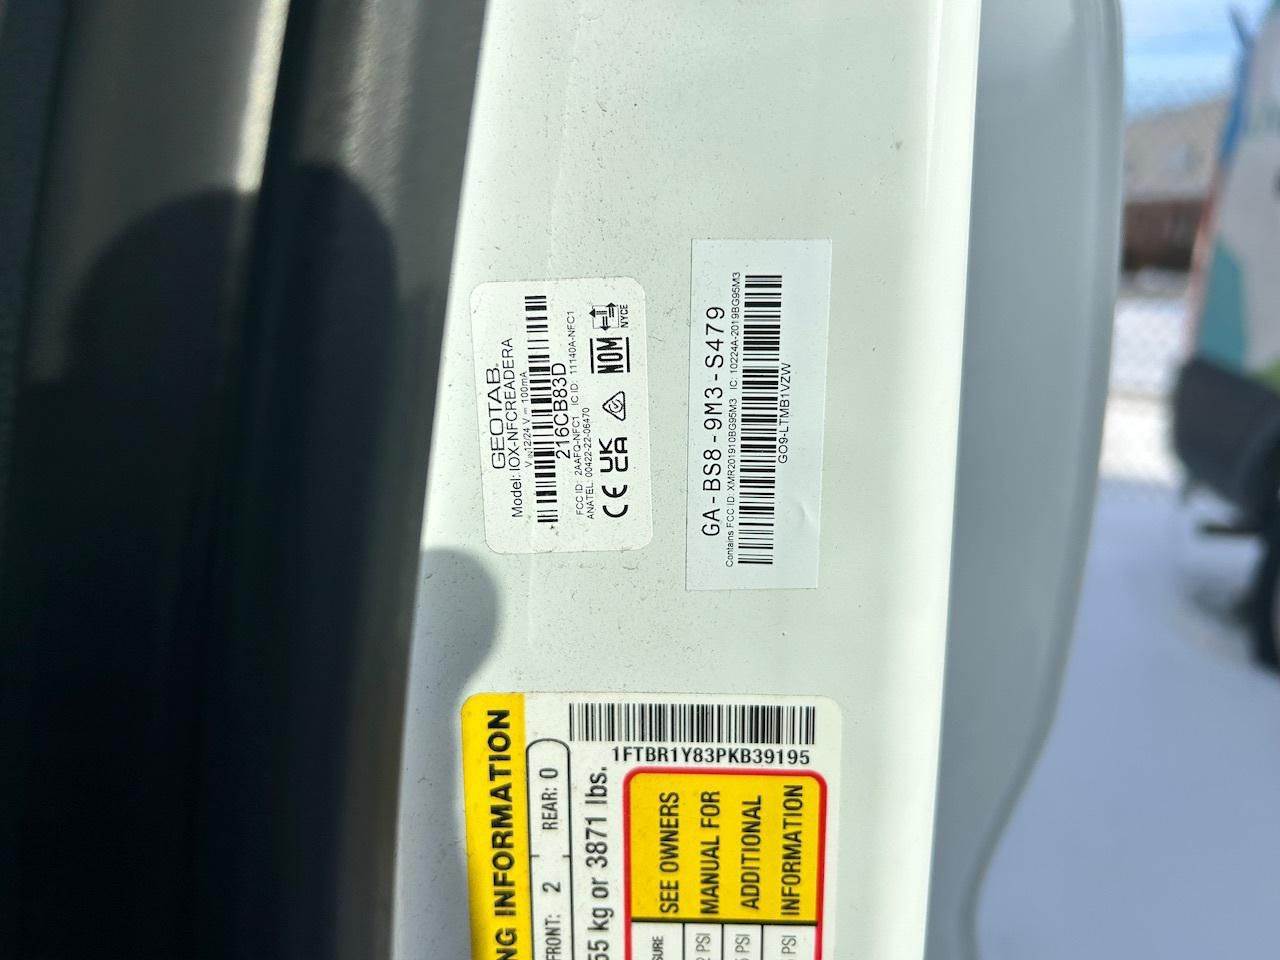 GEOTAB
Model: IOX-NFCREADERA
V IN 12/24 V ⎓ 100mA
216CB83D
FCC ID: 2AAFQ-NFC1 IC ID: 11140A-NFC1
ANATEL: 00422-22-06470
CE UK CA NOM NYCE
GA - BS8 - 9M3 - S479
Contains FCC ID: XMR201910BG95M3 IC: 10224A-2019BG95M3
GO9-LTMB1VZW
1FTBR1Y83PKB39195
NG INFORMATION
FRONT: 2 REAR: 0
55 kg or 3871 lbs.
SEE OWNERS
MANUAL FOR
ADDITIONAL
INFORMATION
PSI
PSI
PSI